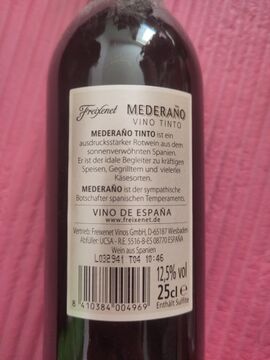 Freixenet MEDERAÑO
VINO TINTO
MEDERAÑO TINTO ist ein
ausdrucksstarker Rotwein aus dem
sonnenverwöhnten Spanien.
Er ist der ideale Begleiter zu kräftigen
Speisen, Gegrilltem und vielerlei
Käsesorten.
MEDERAÑO ist der sympathische
Botschafter spanischen Temperaments.
VINO DE ESPAÑA
www.freixenet.de
Vertrieb: Freixenet Vinos GmbH, D-65187 Wiesbaden
Abfüller: UCSA - R.E. 5516-B-ES 08770 ESPAÑA
Wein aus Spanien
L032941 T04 10:46
12,5% vol
25cl e
Enthält Sulfite
8 410384 004969